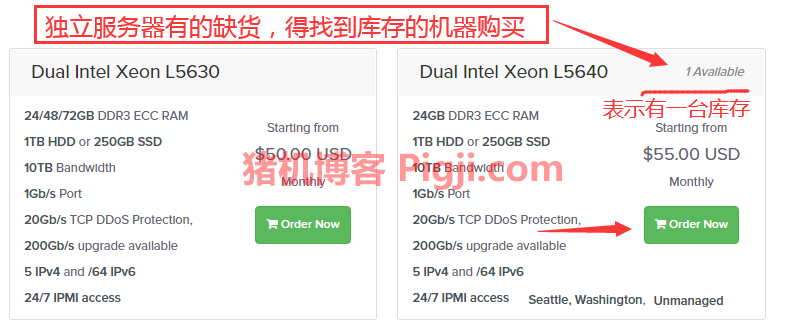 独立服务器有的缺货，得找到库存的机器购买
Dual Intel Xeon L5630
24/48/72GB DDR3 ECC RAM
1TB HDD or 250GB SSD
10TB Bandwidth
1Gb/s Port
20Gb/s TCP DDoS Protection,
200Gb/s upgrade available
5 IPv4 and /64 IPv6
24/7 IPMI access
Starting from
$50.00 USD
Monthly
Order Now
Dual Intel Xeon L5640
1 Available
表示有一台库存
24GB DDR3 ECC RAM
1TB HDD or 250GB SSD
10TB Bandwidth
1Gb/s Port
20Gb/s TCP DDoS Protection,
200Gb/s upgrade available
5 IPv4 and /64 IPv6
24/7 IPMI access
Seattle, Washington, Unmanaged
Starting from
$55.00 USD
Monthly
Order Now
猪机博客 Pigji.com